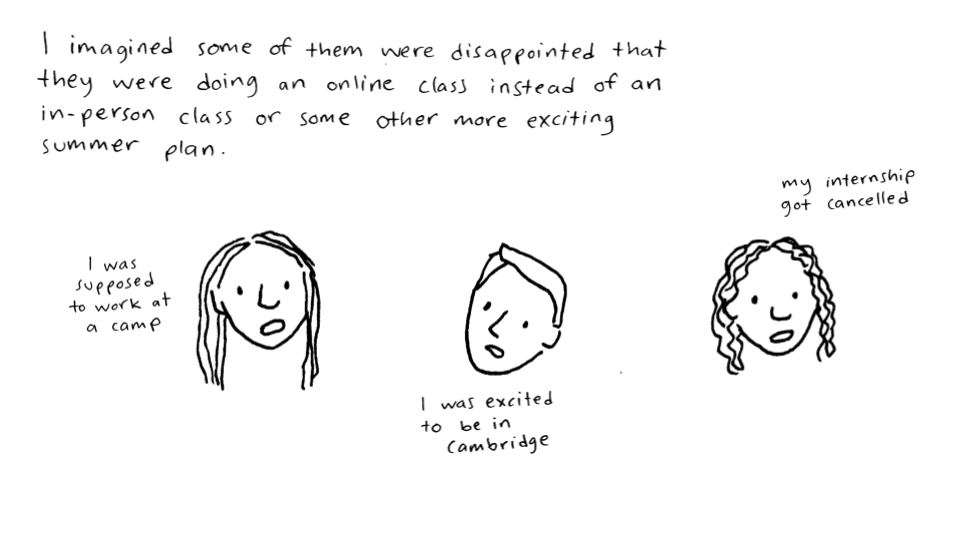 I imagined some of them were disappointed that
they were doing an online class instead of an
in-person class or some other more exciting
summer plan.
I was
supposed
to work at
a camp
I was excited
to be in
Cambridge
my internship
got cancelled